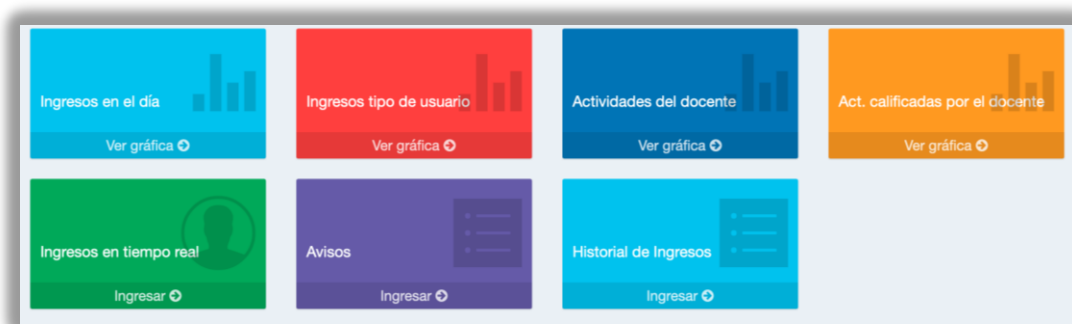 Ingresos en el día
Ver gráfica
Ingresos tipo de usuario
Ver gráfica
Actividades del docente
Ver gráfica
Act. calificadas por el docente
Ver gráfica
Ingresos en tiempo real
Ingresar
Avisos
Ingresar
Historial de Ingresos
Ingresar